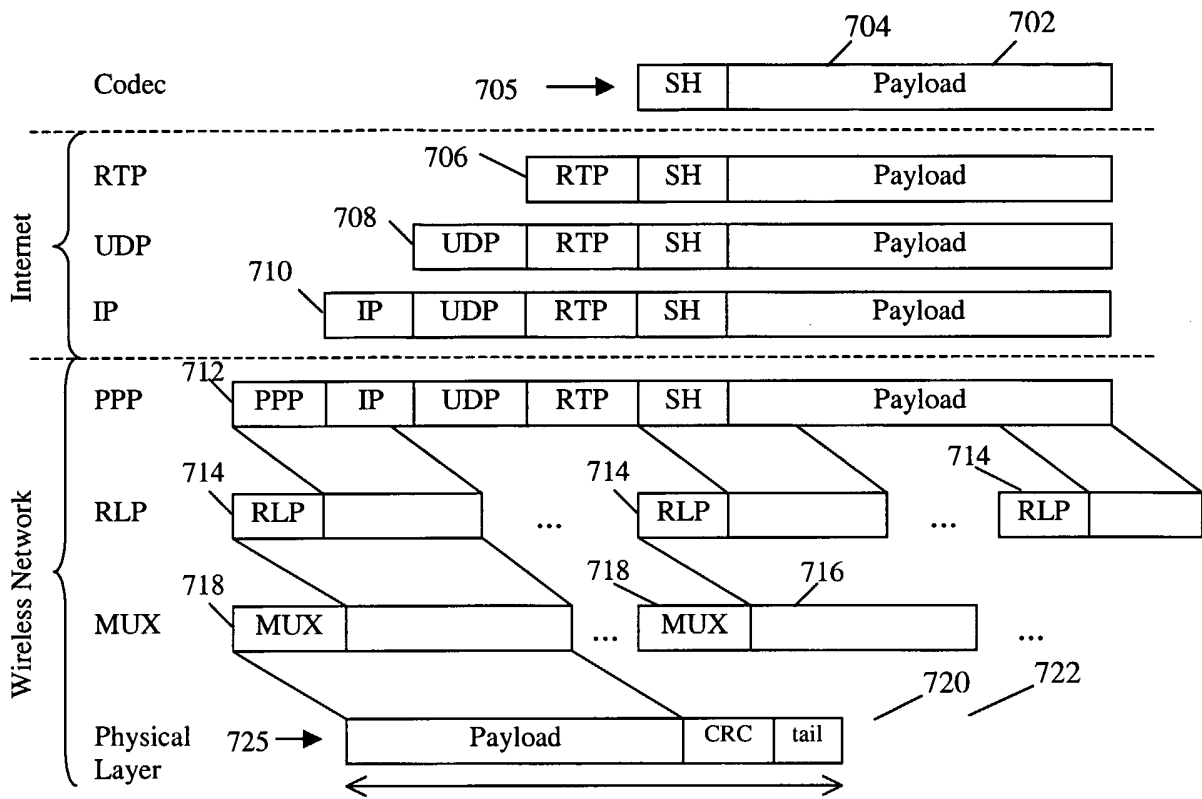 704 702
Codec 705 SH Payload
706
RTP RTP SH Payload
708
UDP UDP RTP SH Payload
710
IP IP UDP RTP SH Payload
Internet
712
PPP PPP IP UDP RTP SH Payload
714 714 714
RLP RLP ... RLP ... RLP
718 718 716
MUX MUX ... MUX ...
720 722
Physical Layer 725 Payload CRC tail
Wireless Network